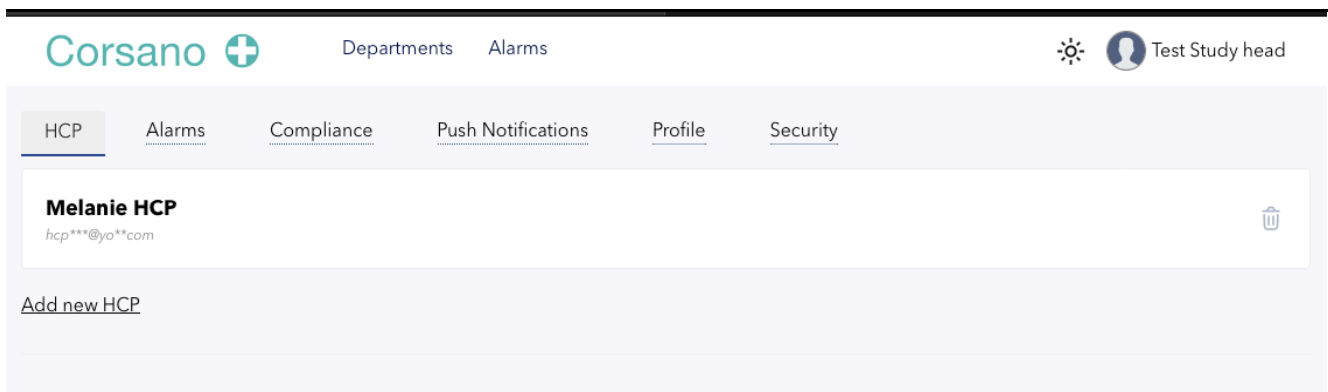 Corsano
Departments Alarms
Test Study head
HCP Alarms Compliance Push Notifications Profile Security
Melanie HCP
hcp***@yo**com
Add new HCP